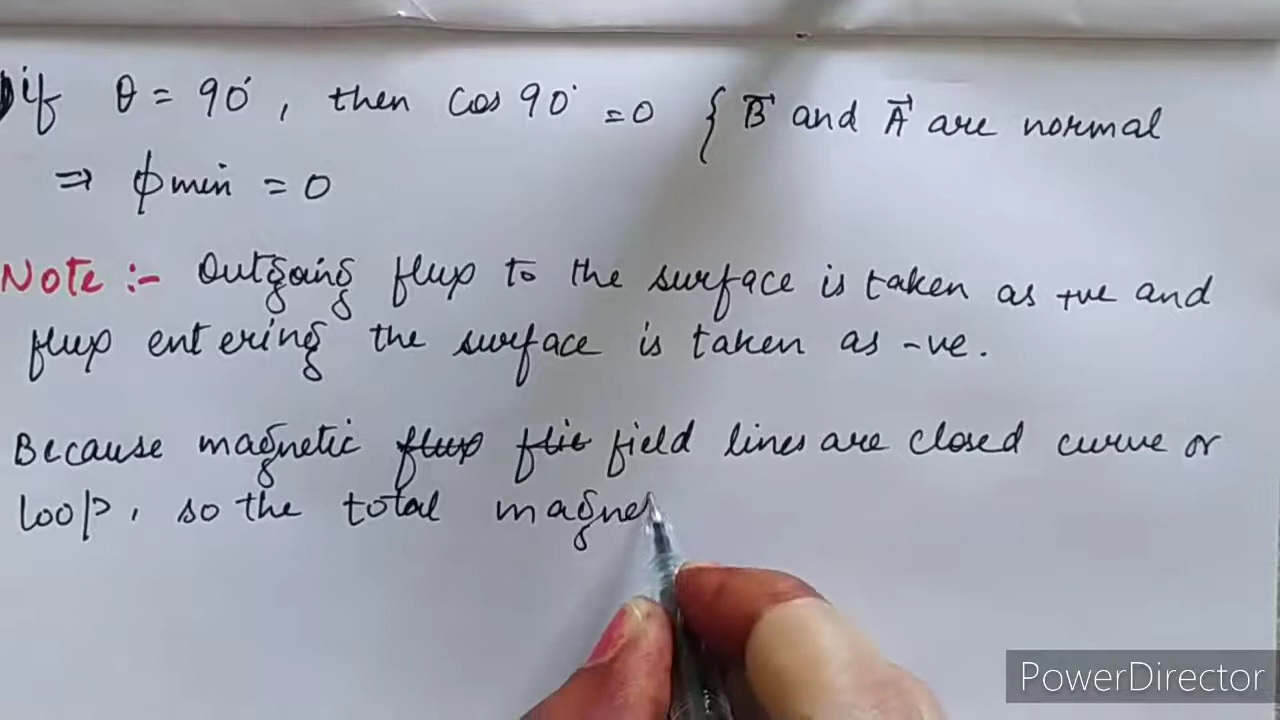 if θ = 90°, then cos 90° = 0 { B⃗ and A⃗ are normal
⇒ ϕ min = 0
Note :- Outgoing flux to the surface is taken as +ve and
flux entering the surface is taken as -ve.
Because magnetic flux flie field lines are closed curve or
loop, so the total magne
PowerDirector